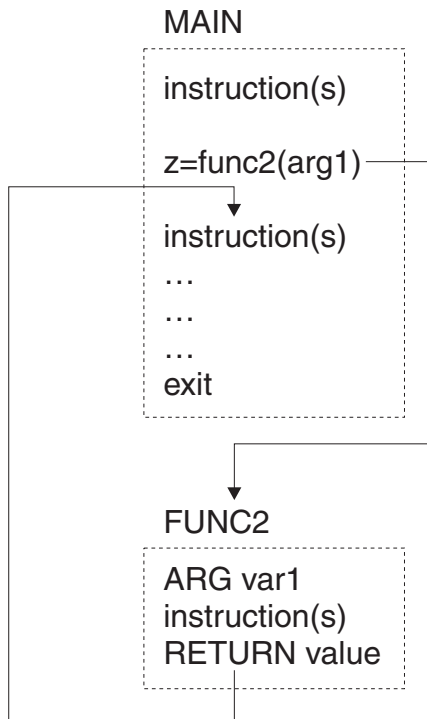 MAIN
instruction(s)
z=func2(arg1)
instruction(s)
…
…
…
exit
FUNC2
ARG var1
instruction(s)
RETURN value